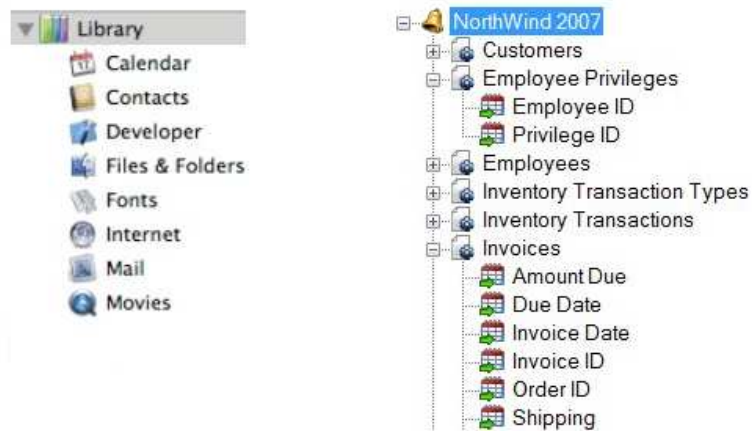 Library
Calendar
Contacts
Developer
Files & Folders
Fonts
Internet
Mail
Movies
NorthWind 2007
Customers
Employee Privileges
Employee ID
Privilege ID
Employees
Inventory Transaction Types
Inventory Transactions
Invoices
Amount Due
Due Date
Invoice Date
Invoice ID
Order ID
Shipping